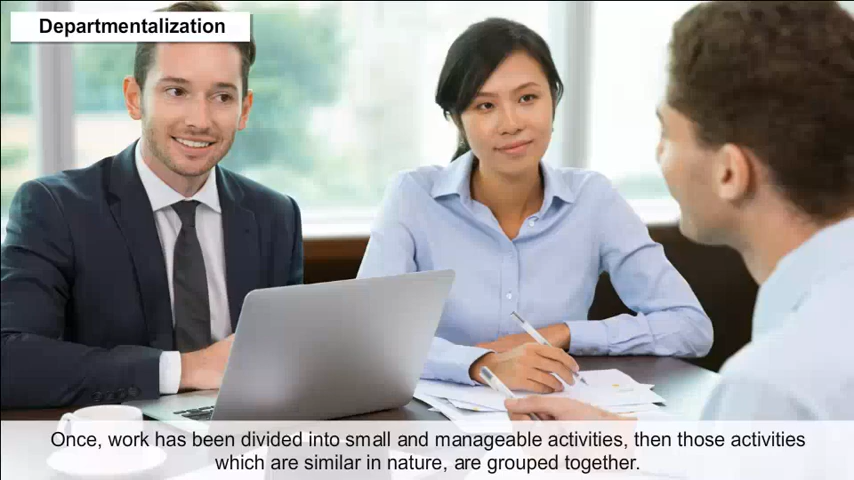 Departmentalization
Once, work has been divided into small and manageable activities, then those activities
which are similar in nature, are grouped together.